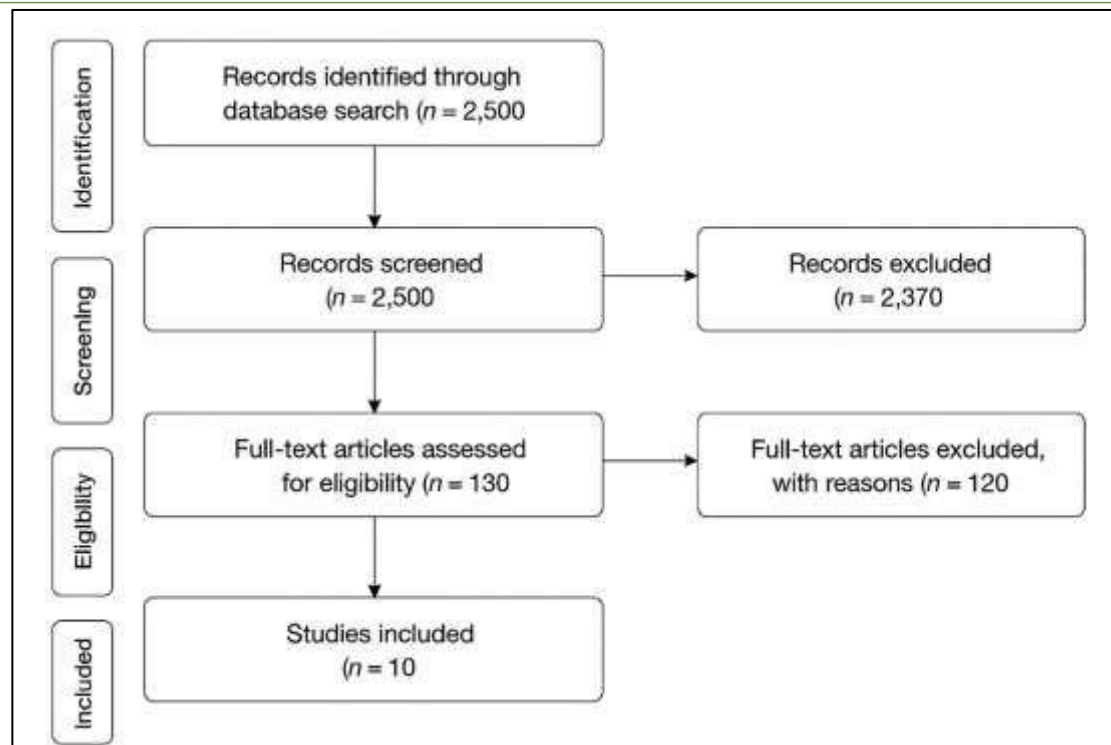 Identification
Records identified through
database search (n = 2,500
Records screened
(n = 2,500
Records excluded
(n = 2,370
Screening
Full-text articles assessed
for eligibility (n = 130
Full-text articles excluded,
with reasons (n = 120
Eligibility
Studies included
(n = 10
Included